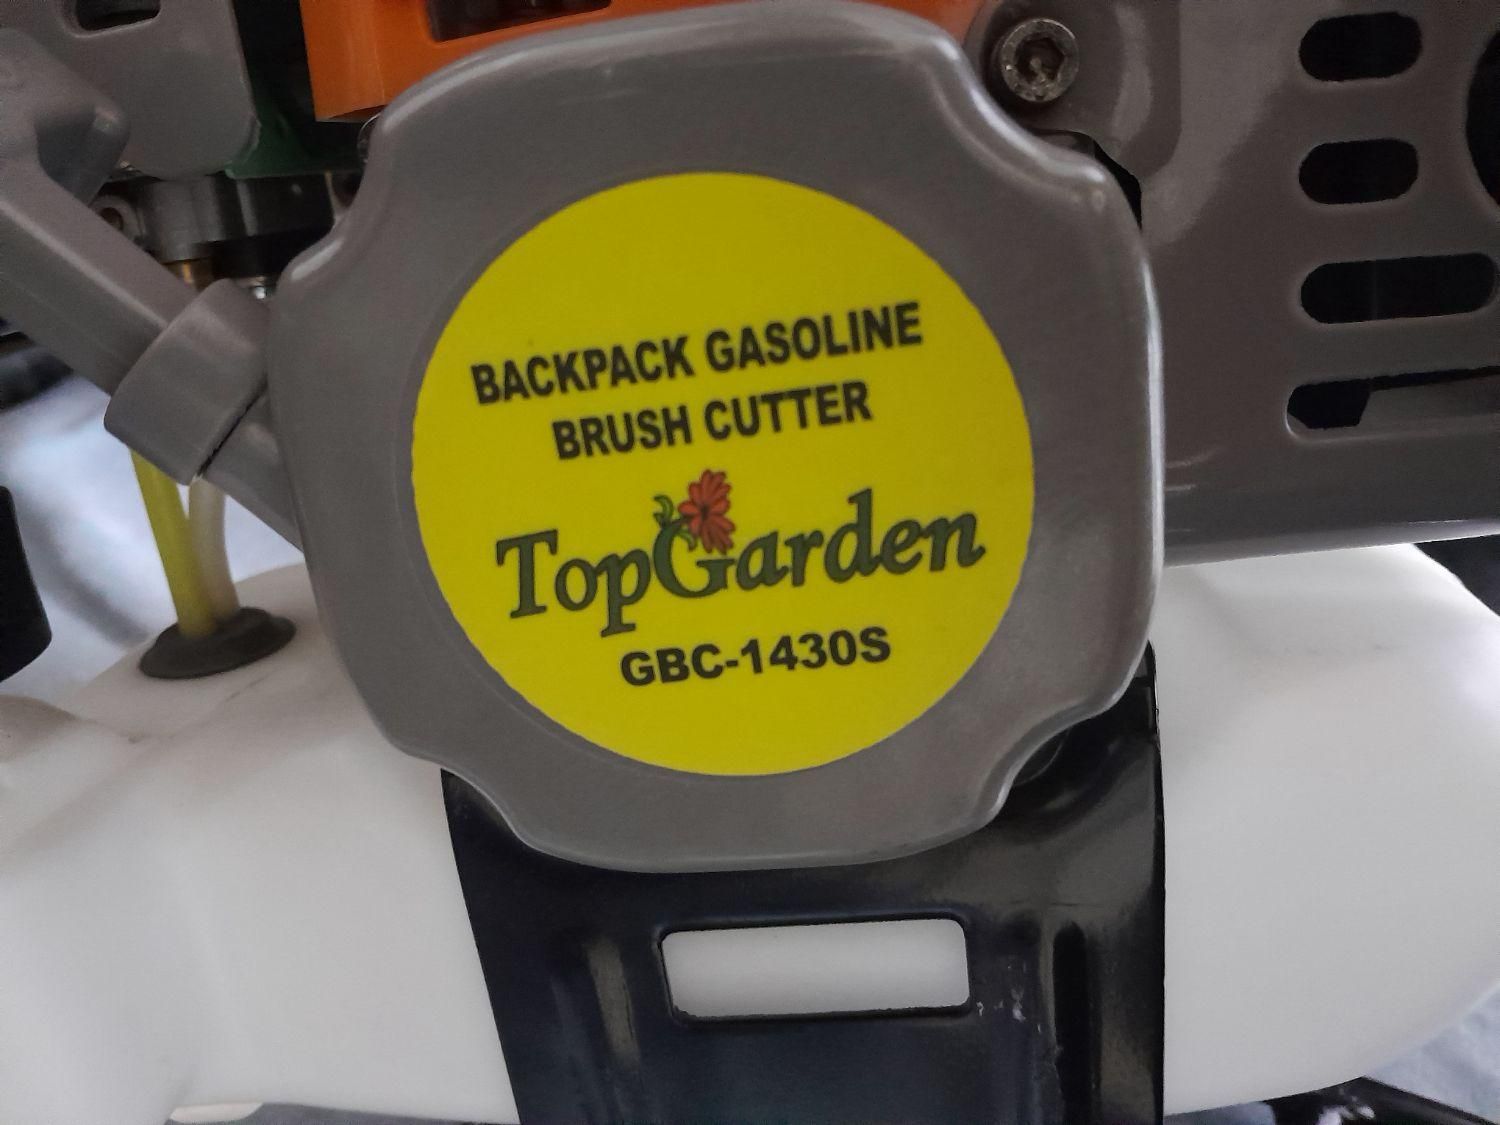 BACKPACK GASOLINE
BRUSH CUTTER
TopGarden
GBC-1430S